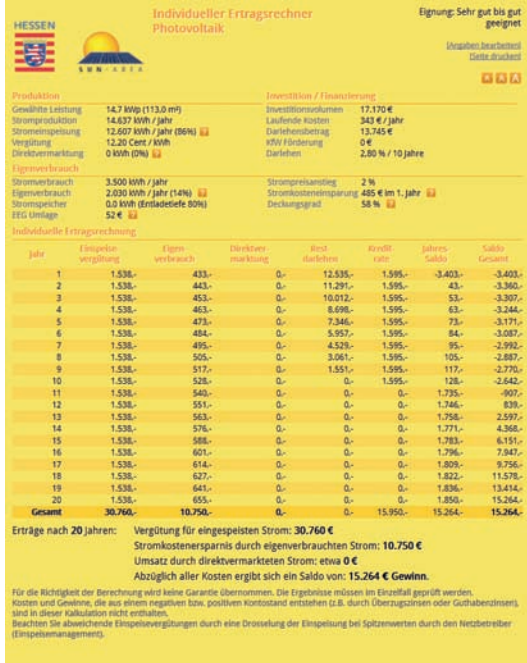 HESSEN
SUN-AREA
Individueller Ertragsrechner
Photovoltaik
Eignung: Sehr gut bis gut
geeignet
[Angaben bearbeiten]
[Seite drucken]
A A A
Produktion
Gewählte Leistung 14,7 kWp (113,0 m²)
Stromproduktion 14.637 kWh / Jahr
Stromeinspeisung 12.607 kWh / Jahr (86%) ?
Vergütung 12,20 Cent / kWh
Direktvermarktung 0 kWh (0%) ?
Investition / Finanzierung
Investitionsvolumen 17.170 €
Laufende Kosten 343 € / Jahr
Darlehensbetrag 13.745 €
KfW Förderung 0 €
Darlehen 2,80 % / 10 Jahre
Eigenverbrauch
Stromverbrauch 3.500 kWh / Jahr
Eigenverbrauch 2.030 kWh / Jahr (14%) ?
Stromspeicher 0,0 kWh (Entladetiefe 80%)
EEG Umlage 52 € ?
Strompreisanstieg 2 %
Stromkosteneinsparung 485 € im 1. Jahr ?
Deckungsgrad 58 % ?
Individuelle Ertragsrechnung
Jahr Einspeise- vergütung Eigen- verbrauch Direktver- marktung Rest darlehen Kredit- rate Jahres- Saldo Saldo Gesamt
1 1.538,- 433,- 0,- 12.535,- 1.595,- -3.403,- -3.403,-
2 1.538,- 443,- 0,- 11.291,- 1.595,- 43,- -3.360,-
3 1.538,- 453,- 0,- 10.012,- 1.595,- 53,- -3.307,-
4 1.538,- 463,- 0,- 8.698,- 1.595,- 63,- -3.244,-
5 1.538,- 473,- 0,- 7.346,- 1.595,- 73,- -3.171,-
6 1.538,- 484,- 0,- 5.957,- 1.595,- 84,- -3.087,-
7 1.538,- 495,- 0,- 4.529,- 1.595,- 95,- -2.992,-
8 1.538,- 505,- 0,- 3.061,- 1.595,- 105,- -2.887,-
9 1.538,- 517,- 0,- 1.551,- 1.595,- 117,- -2.770,-
10 1.538,- 528,- 0,- 0,- 1.595,- 128,- -2.642,-
11 1.538,- 540,- 0,- 0,- 0,- 1.735,- -907,-
12 1.538,- 551,- 0,- 0,- 0,- 1.746,- 839,-
13 1.538,- 563,- 0,- 0,- 0,- 1.758,- 2.597,-
14 1.538,- 576,- 0,- 0,- 0,- 1.771,- 4.368,-
15 1.538,- 588,- 0,- 0,- 0,- 1.783,- 6.151,-
16 1.538,- 601,- 0,- 0,- 0,- 1.796,- 7.947,-
17 1.538,- 614,- 0,- 0,- 0,- 1.809,- 9.756,-
18 1.538,- 627,- 0,- 0,- 0,- 1.822,- 11.578,-
19 1.538,- 641,- 0,- 0,- 0,- 1.836,- 13.414,-
20 1.538,- 655,- 0,- 0,- 0,- 1.850,- 15.264,-
Gesamt 30.760,- 10.750,- 0,- 0,- 15.950,- 15.264,- 15.264,-
Erträge nach 20 Jahren: Vergütung für eingespeisten Strom: 30.760 €
Stromkostenersparnis durch eigenverbrauchten Strom: 10.750 €
Umsatz durch direktvermarkteten Strom: etwa 0 €
Abzüglich aller Kosten ergibt sich ein Saldo von: 15.264 € Gewinn.
Für die Richtigkeit der Berechnung wird keine Garantie übernommen. Die Ergebnisse müssen im Einzelfall geprüft werden.
Kosten und Gewinne, die aus einem negativen bzw. positiven Kontostand entstehen (z.B. durch Überzugszinsen oder Guthabenzinsen),
sind in dieser Kalkulation nicht enthalten.
Beachten Sie abweichende Einspeisevergütungen durch eine Drosselung der Einspeisung bei Spitzenwerten durch den Netzbetreiber
(Einspeisemanagement).